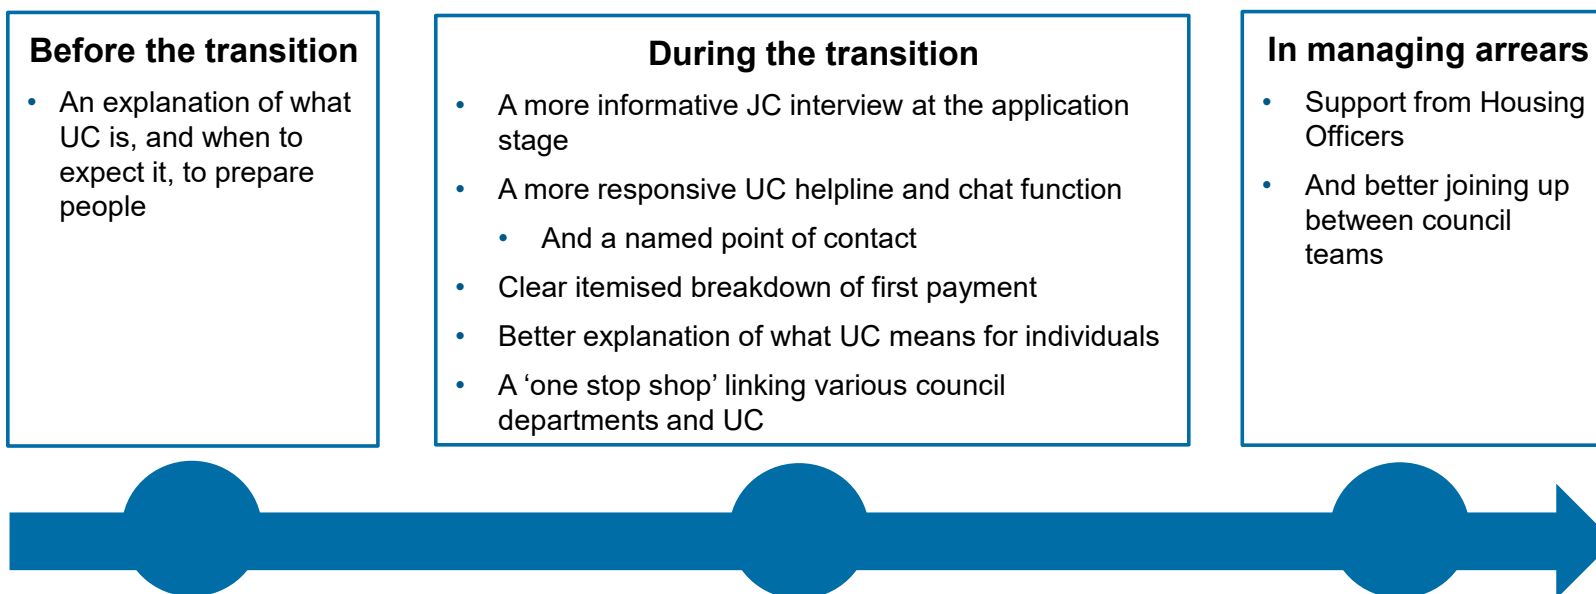 Before the transition
• An explanation of what
UC is, and when to
expect it, to prepare
people
During the transition
• A more informative JC interview at the application
stage
• A more responsive UC helpline and chat function
• And a named point of contact
• Clear itemised breakdown of first payment
• Better explanation of what UC means for individuals
• A ‘one stop shop’ linking various council
departments and UC
In managing arrears
• Support from Housing
Officers
• And better joining up
between council
teams